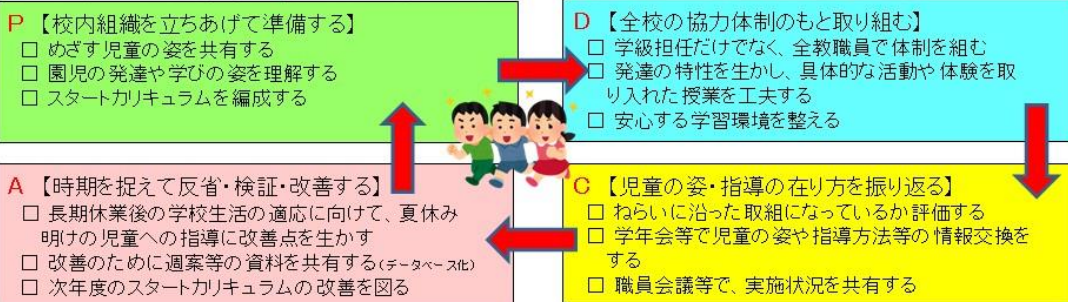 P 【校内組織を立ちあげて準備する】
□ めざす児童の姿を共有する
□ 園児の発達や学びの姿を理解する
□ スタートカリキュラムを編成する
D 【全校の協力体制のもと取り組む】
□ 学級担任だけでなく、全教職員で体制を組む
□ 発達の特性を生かし、具体的な活動や体験を取
り入れた授業を工夫する
□ 安心する学習環境を整える
A 【時期を捉えて反省・検証・改善する】
□ 長期休業後の学校生活の適応に向けて、夏休み
明けの児童への指導に改善点を生かす
□ 改善のために週案等の資料を共有する(データベース化)
□ 次年度のスタートカリキュラムの改善を図る
C 【児童の姿・指導の在り方を振り返る】
□ ねらいに沿った取組になっているか評価する
□ 学年会等で児童の姿や指導方法等の情報交換を
する
□ 職員会議等で、実施状況を共有する